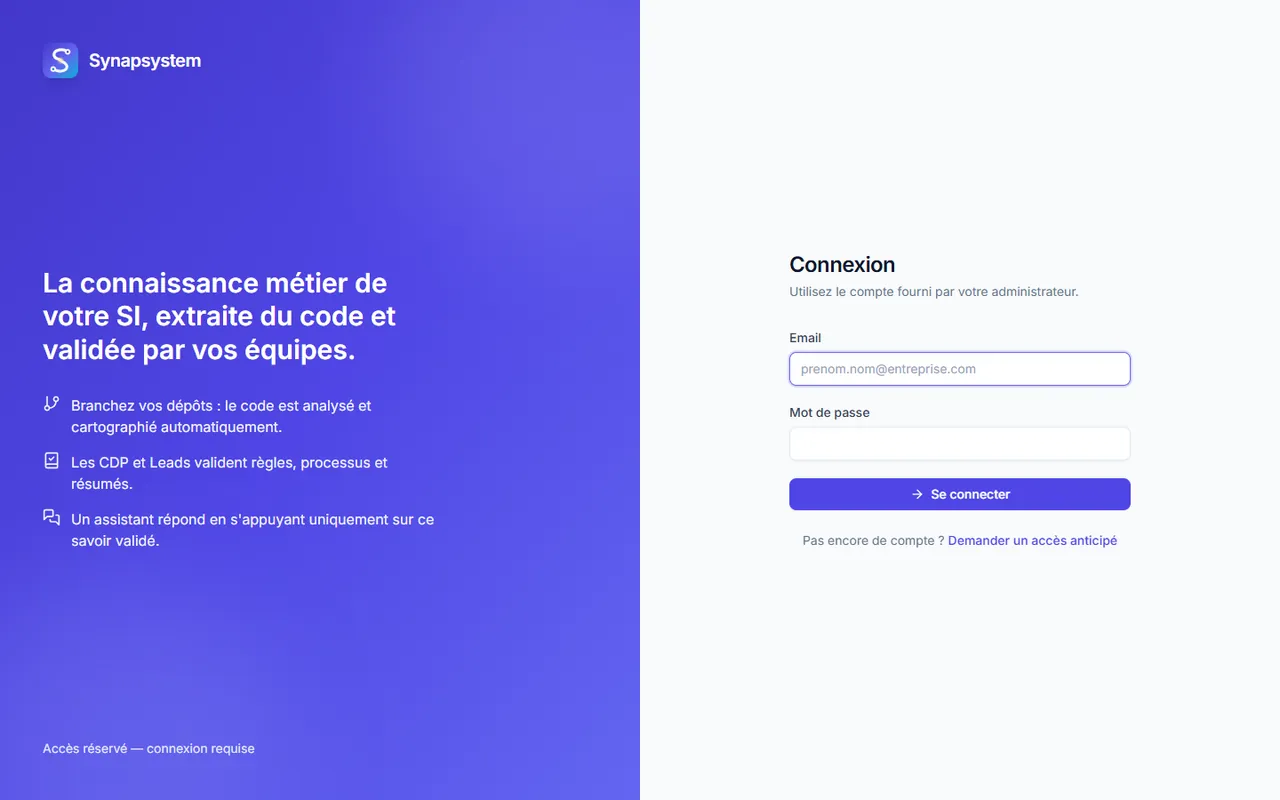 Synapsystem
La connaissance métier de
votre SI, extraite du code et
validée par vos équipes.
Branchez vos dépôts : le code est analysé et
cartographié automatiquement.
Les CDP et Leads valident règles, processus et
résumés.
Un assistant répond en s'appuyant uniquement sur ce
savoir validé.
Accès réservé — connexion requise
Connexion
Utilisez le compte fourni par votre administrateur.
Email
prenom.nom@entreprise.com
Mot de passe
Se connecter
Pas encore de compte ? Demander un accès anticipé